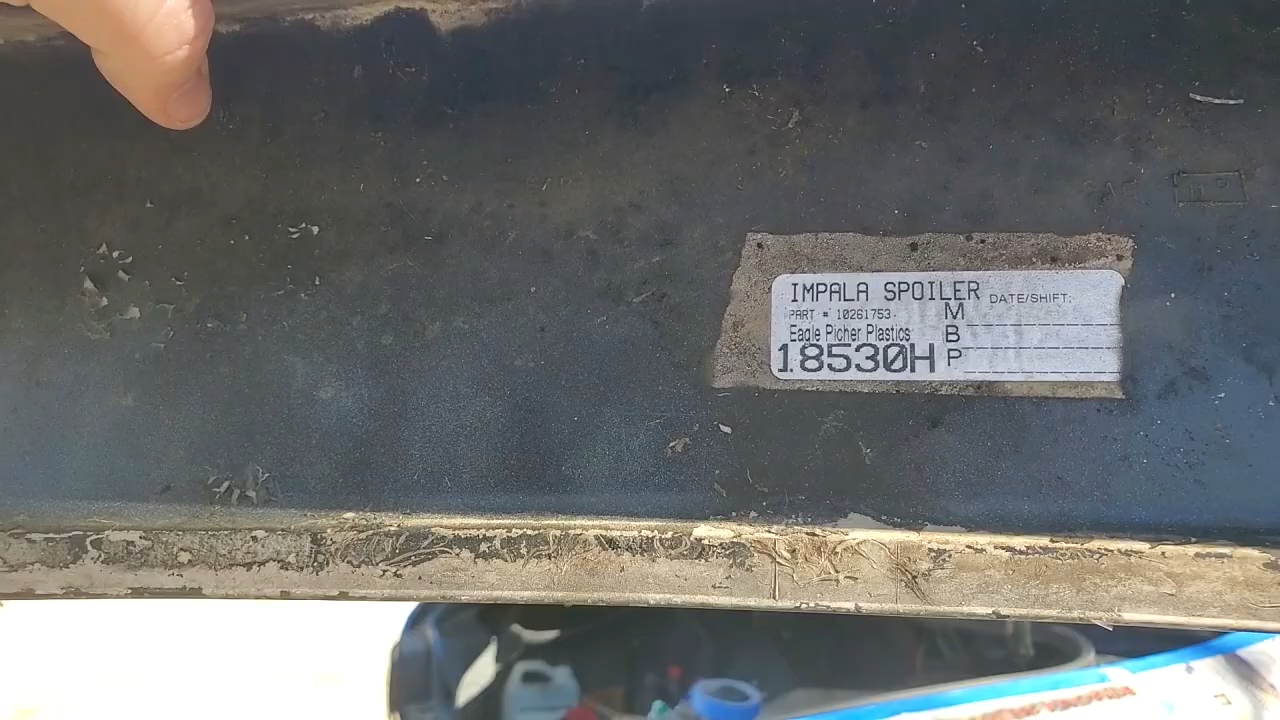 IMPALA SPOILER DATE/SHIFT:
PART # 10261753 M
Eagle Picher Plastics B
18530H P